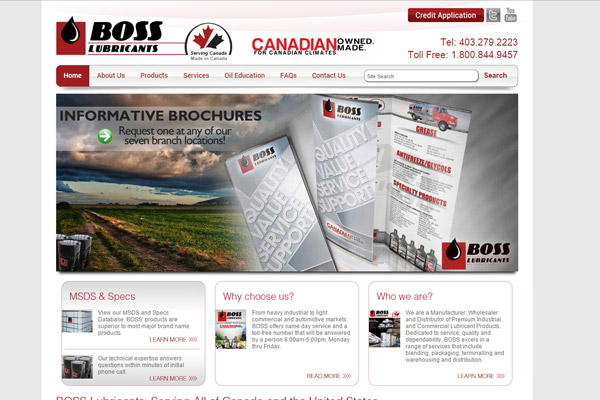 Credit Application
You Tube
BOSS
LUBRICANTS
Serving Canada
Made in Canada
CANADIAN OWNED. MADE.
FOR CANADIAN CLIMATES.
Tel: 403.279.2223
Toll Free: 1.800.844.9457
Home About Us Products Services Oil Education FAQs Contact Us Site Search Search
INFORMATIVE BROCHURES
Request one at any of our
seven branch locations!
BOSS
LUBRICANTS
QUALITY
VALUE
SERVICE
SUPPORT
BOSS
QUALITY
VALUE
SERVICE
SUPPORT
CANADIAN
GREASE
ANTIFREEZE/GLYCOLS
SPECIALTY PRODUCTS
BOSS
LUBRICANTS
MSDS & Specs
View our MSDS and Specs
Database. BOSS' products are
superior to most major brand name
products.
LEARN MORE
Our technical expertise answers
questions within minutes of initial
phone call.
LEARN MORE
Why choose us?
From heavy industrial to light
commercial and automotive markets.
BOSS offers same day service and a
toll-free number that will be answered
by a person 8:00am-5:00pm, Monday
thru Friday.
READ MORE
Who we are?
We are a Manufacturer, Wholesaler
and Distributor of Premium Industrial
and Commercial Lubricant Products.
Dedicated to service, quality and
dependability, BOSS excels in a
range of services that include
blending, packaging, terminalling and
warehousing and distribution.
LEARN MORE
BOSS Lubricants: Serving All of Canada and the United States